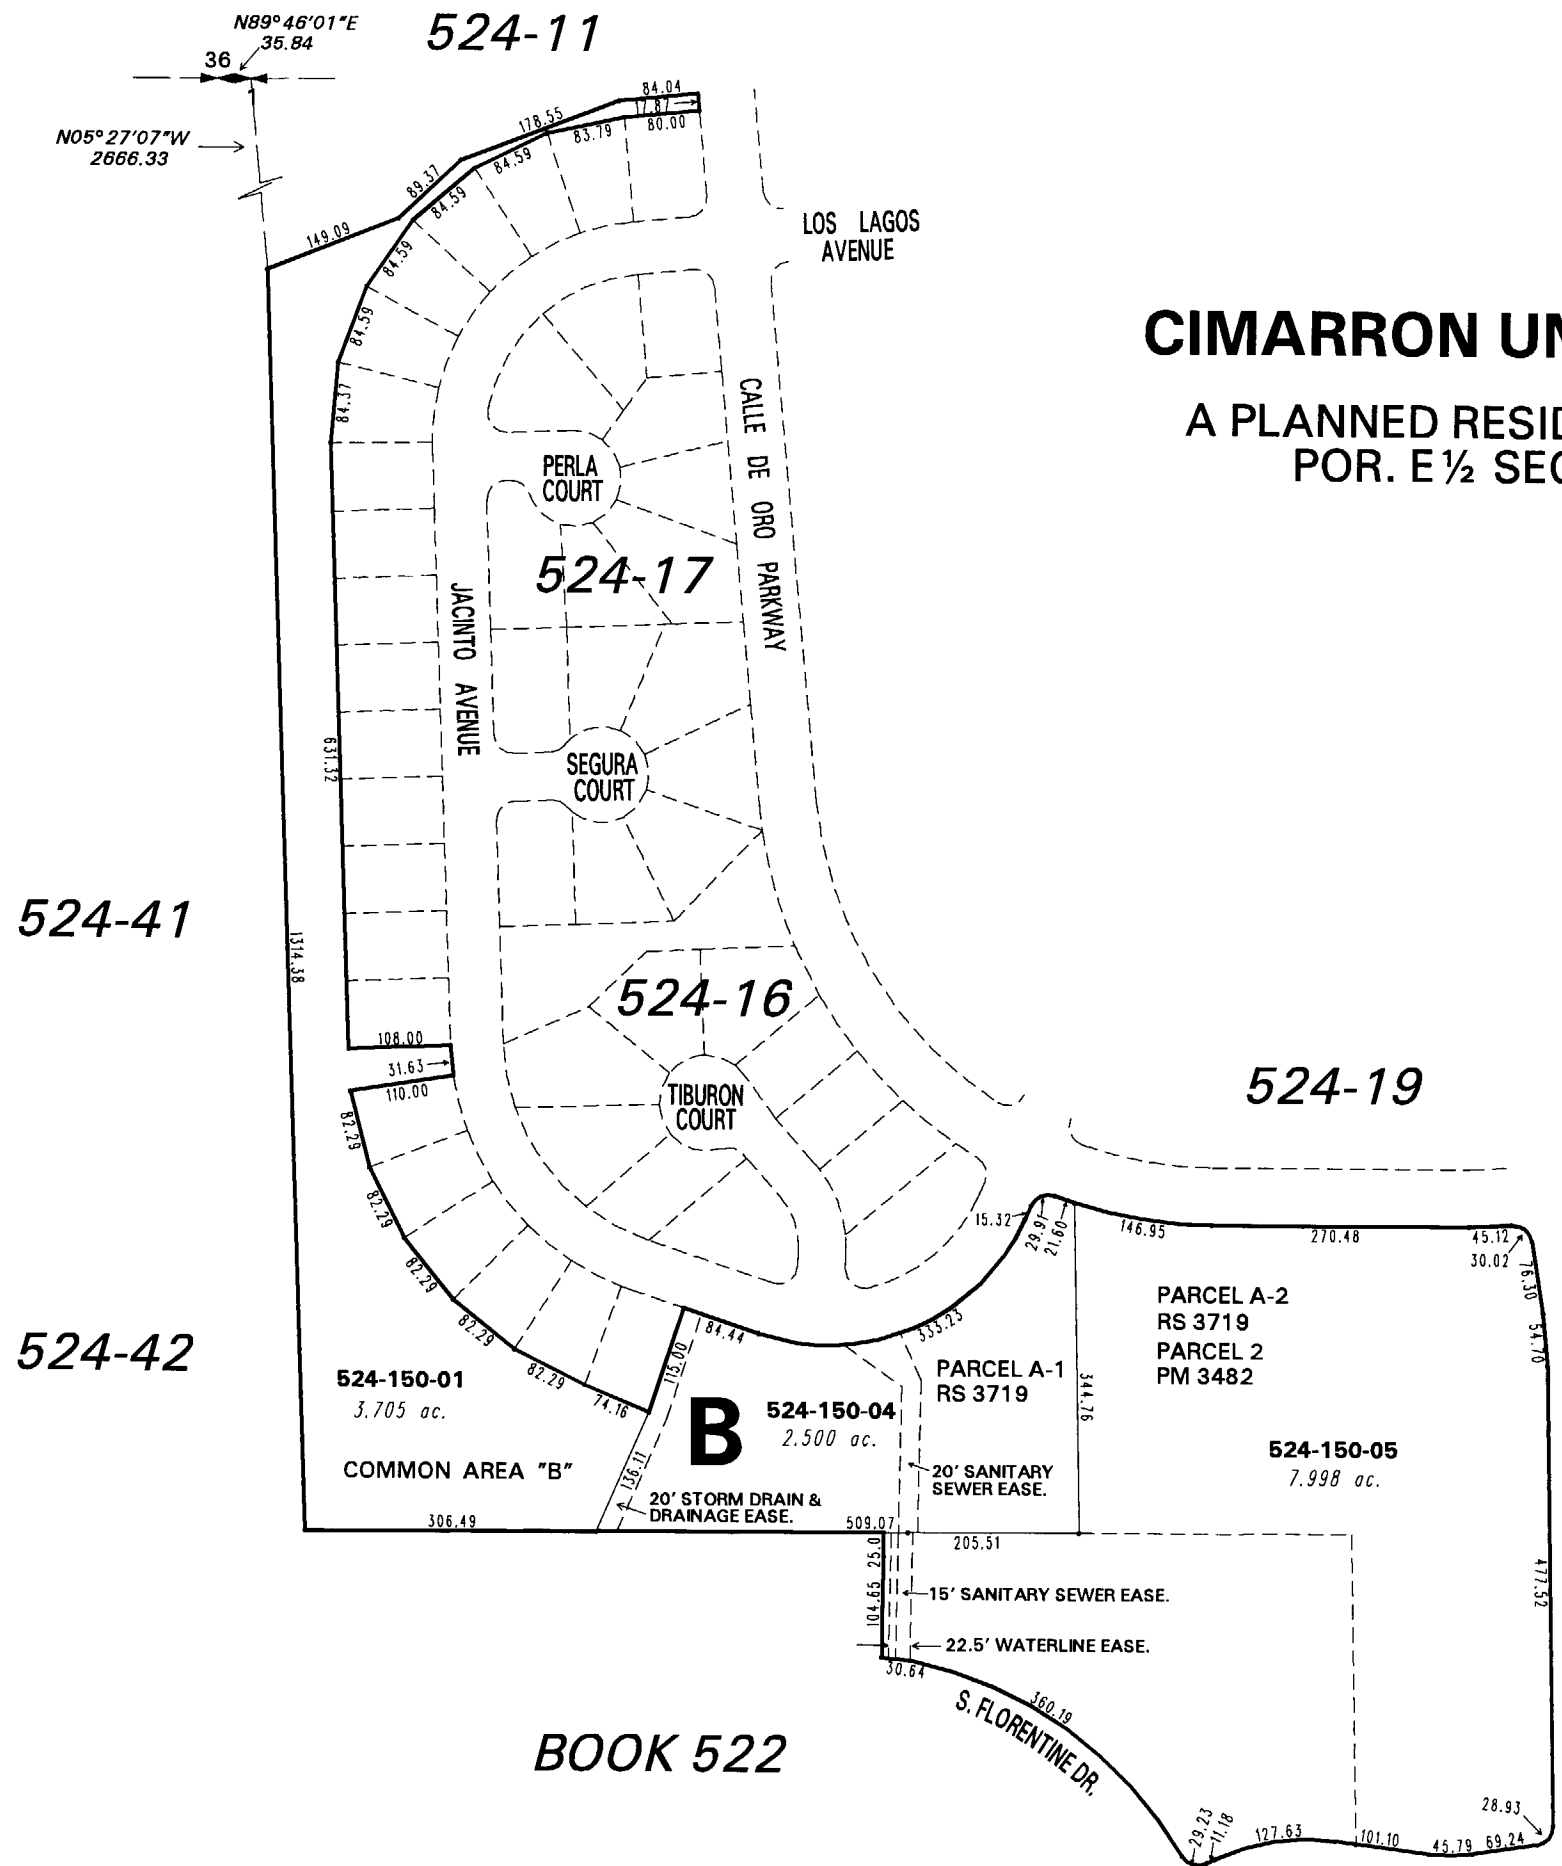 N89°46'01"E
35.84
524-11
36
N05°27'07"W
2666.33
84.04
17.87
178.55
83.79
80.00
84.59
89.37
84.59
149.09
84.59
84.59
84.37
LOS LAGOS
AVENUE
CIMARRON UN
A PLANNED RESID
POR. E ½ SEC
CALLE DE ORO PARKWAY
PERLA
COURT
524-17
JACINTO AVENUE
631.32
SEGURA
COURT
524-41
1314.38
524-16
108.00
31.63
110.00
TIBURON
COURT
524-19
82.29
82.29
82.29
82.29
82.29
74.16
15.32
29.91
21.60
146.95
270.48
45.12
30.02
76.30
54.70
PARCEL A-2
RS 3719
PARCEL 2
PM 3482
84.44
333.23
115.00
524-42
524-150-01
3.705 ac.
COMMON AREA "B"
B
524-150-04
2.500 ac.
PARCEL A-1
RS 3719
344.76
524-150-05
7.998 ac.
136.11
20' STORM DRAIN &
DRAINAGE EASE.
20' SANITARY
SEWER EASE.
306.49
509.07
205.51
25.0
104.65
15' SANITARY SEWER EASE.
22.5' WATERLINE EASE.
477.52
30.64
360.19
S. FLORENTINE DR.
BOOK 522
29.23
11.18
127.63
101.10
45.79
69.24
28.93